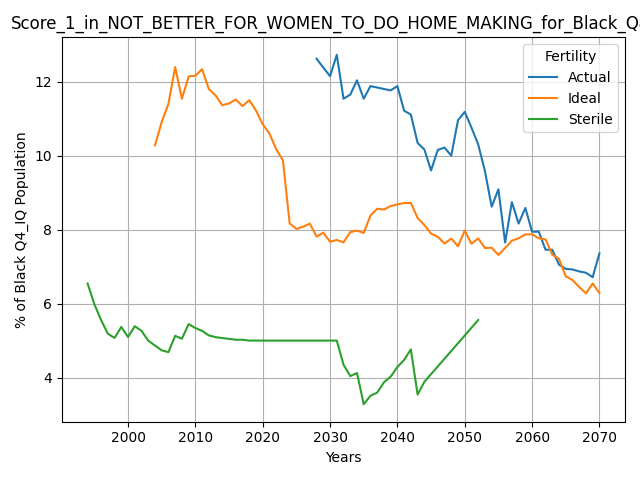 Score_1_in_NOT_BETTER_FOR_WOMEN_TO_DO_HOME_MAKING_for_Black_Q
Fertility
Actual
Ideal
Sterile
% of Black Q4_IQ Population
12
10
8
6
4
2000 2010 2020 2030 2040 2050 2060 2070
Years